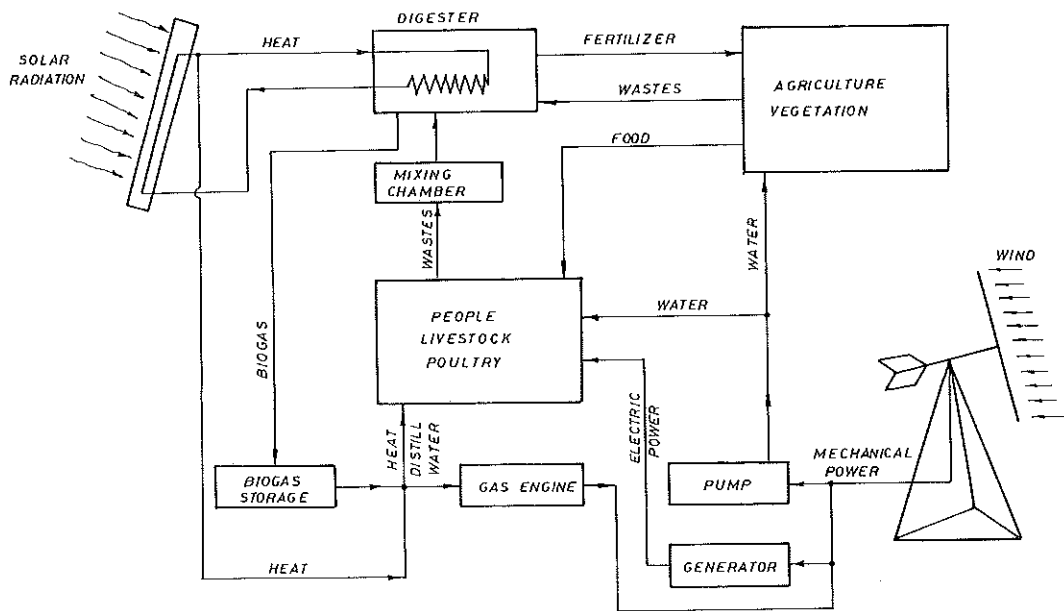 DIGESTER
HEAT
FERTILIZER
SOLAR
RADIATION
WASTES
AGRICULTURE
VEGETATION
FOOD
MIXING
CHAMBER
WASTES
WATER
WIND
WATER
PEOPLE
LIVESTOCK
POULTRY
BIOGAS
ELECTRIC
POWER
HEAT
DISTILL
WATER
MECHANICAL
POWER
BIOGAS
STORAGE
GAS ENGINE
PUMP
HEAT
GENERATOR